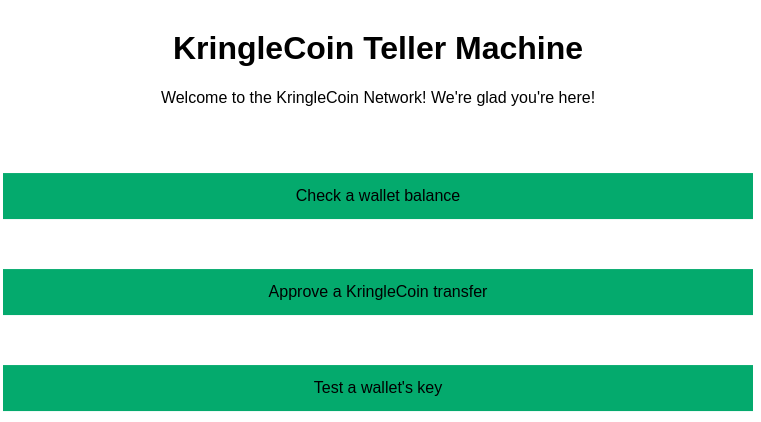 KringleCoin Teller Machine
Welcome to the KringleCoin Network! We're glad you're here!
Check a wallet balance
Approve a KringleCoin transfer
Test a wallet's key